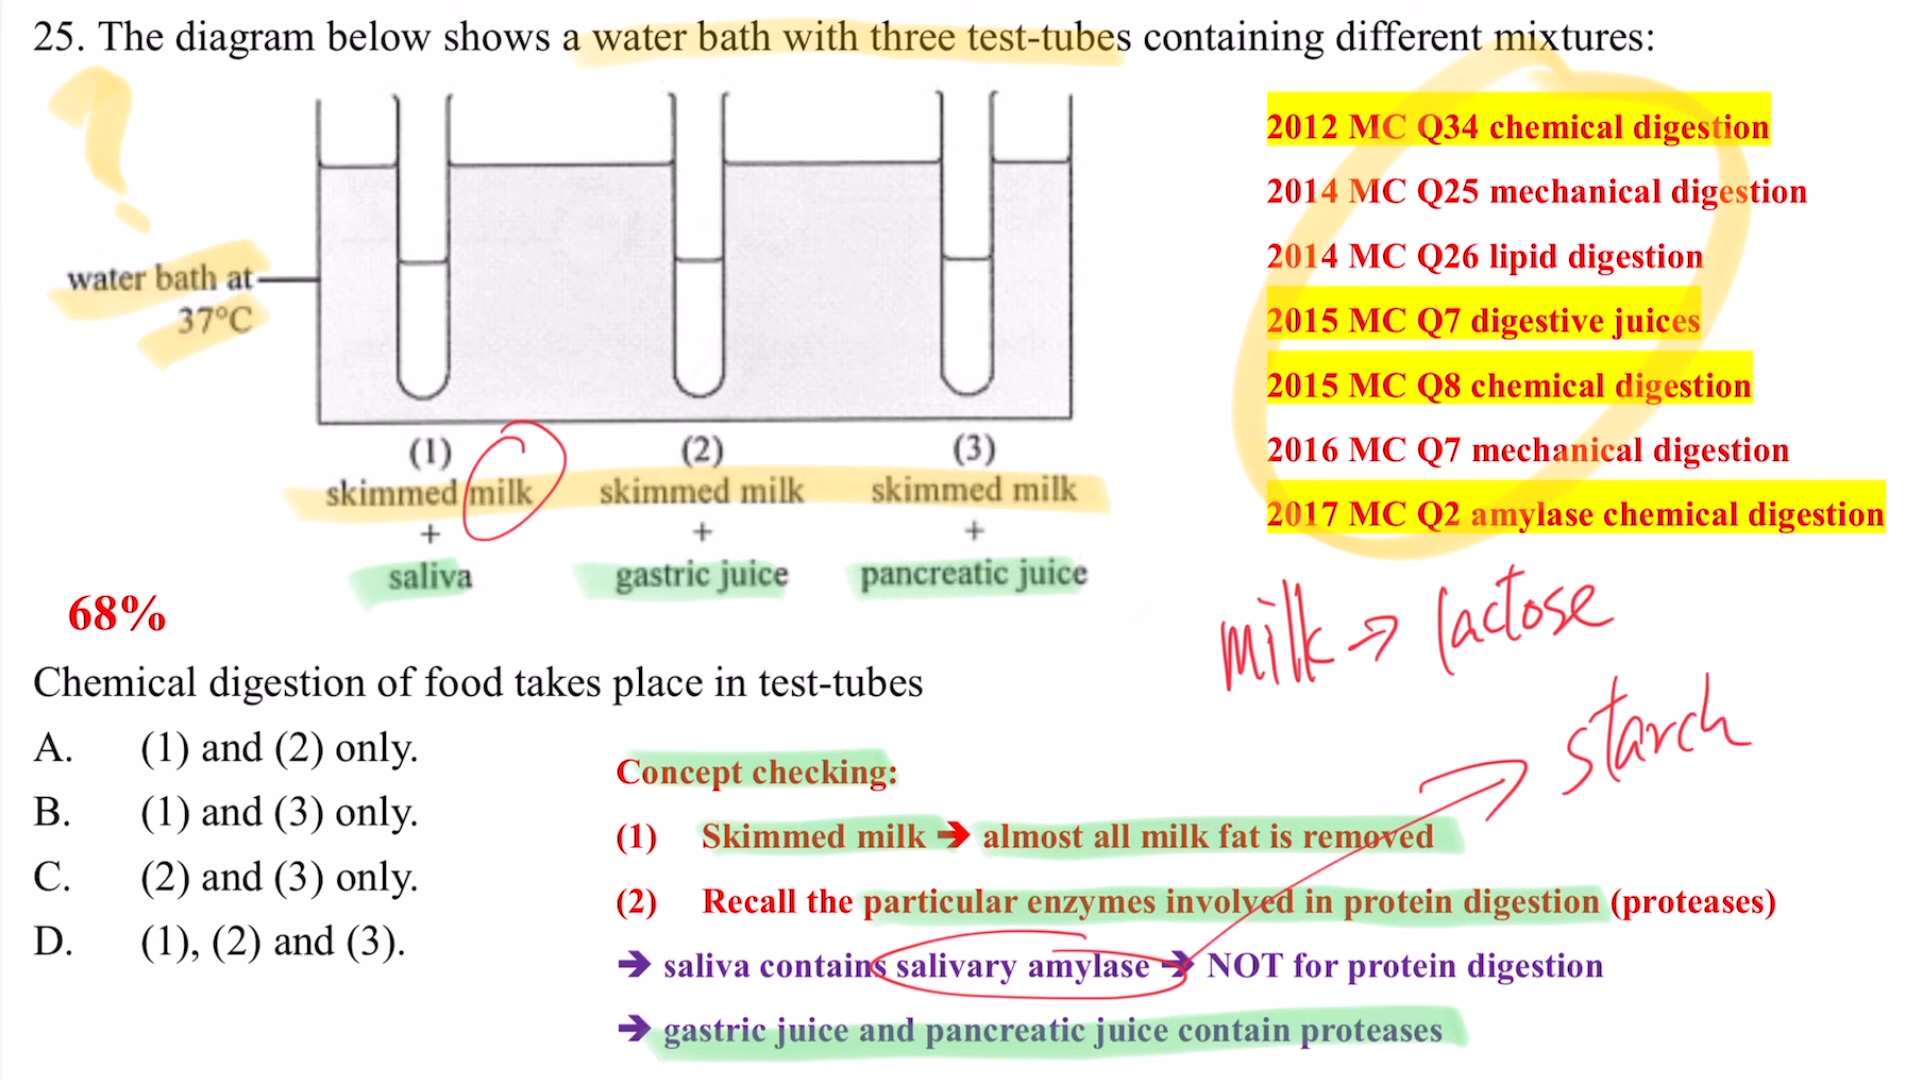 25. The diagram below shows a water bath with three test-tubes containing different mixtures:
2012 MC Q34 chemical digestion
2014 MC Q25 mechanical digestion
2014 MC Q26 lipid digestion
2015 MC Q7 digestive juices
2015 MC Q8 chemical digestion
2016 MC Q7 mechanical digestion
2017 MC Q2 amylase chemical digestion
water bath at
37°C
(1) (2) (3)
skimmed milk skimmed milk skimmed milk
+ + +
saliva gastric juice pancreatic juice
milk → lactose
starch
68%
Chemical digestion of food takes place in test-tubes
A. (1) and (2) only.
B. (1) and (3) only.
C. (2) and (3) only.
D. (1), (2) and (3).
Concept checking:
(1) Skimmed milk ➔ almost all milk fat is removed
(2) Recall the particular enzymes involved in protein digestion (proteases)
➔ saliva contains salivary amylase ➔ NOT for protein digestion
➔ gastric juice and pancreatic juice contain proteases